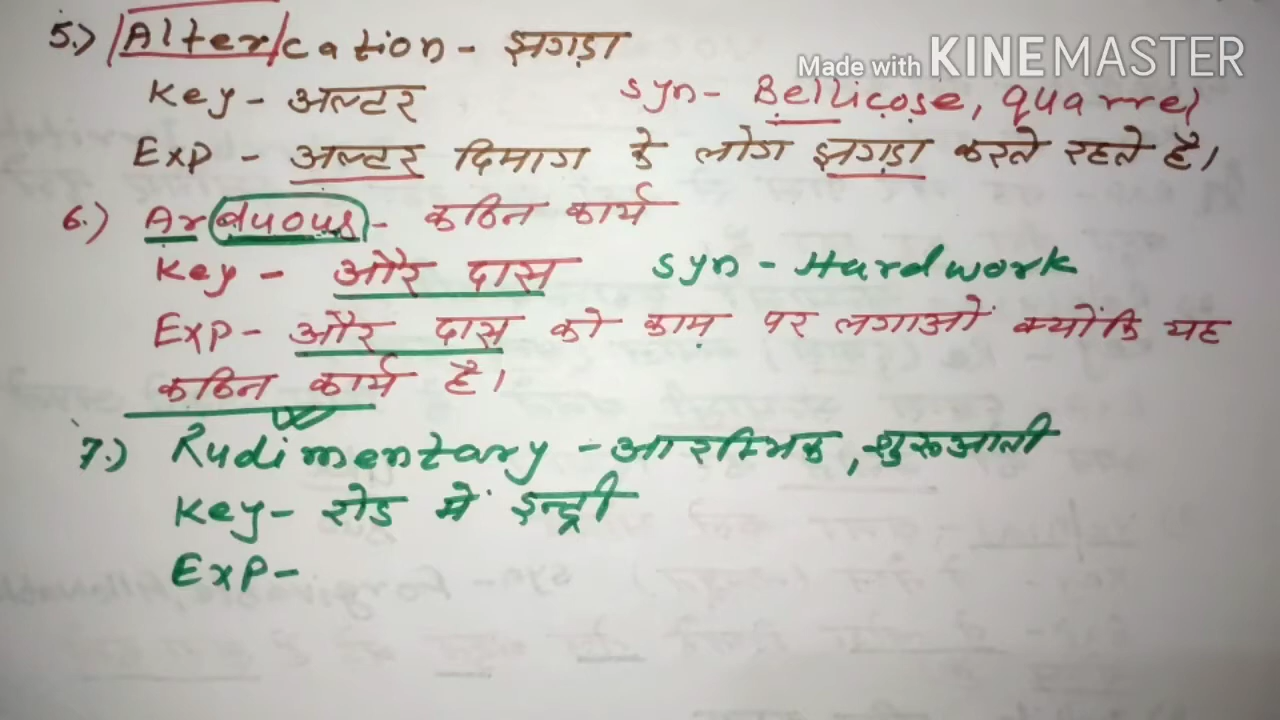 5.) Altercation - झगड़ा
Made with KINEMASTER
Key - अल्टर syn - Bellicose, quarrel
Exp - अल्टर दिमाग के लोग झगड़ा करते रहते है।
6.) Arduous - कठिन कार्य
Key - और दास syn - Hardwork
Exp - और दास को काम पर लगाओं क्योंकि यह
कठिन कार्य है।
7.) Rudimentary - आरम्भिक, शुरूआती
Key - रोड में इन्ट्री
Exp -